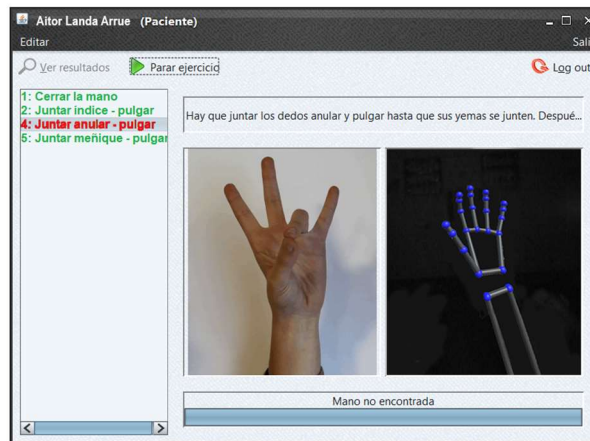 Aitor Landa Arrue (Paciente)
Editar Sali
Ver resultados Parar ejercicio Log out
1: Cerrar la mano
2: Juntar indice - pulgar
4: Juntar anular - pulgar
5: Juntar meñique - pulgar
Hay que juntar los dedos anular y pulgar hasta que sus yemas se junten. Despué...
Mano no encontrada